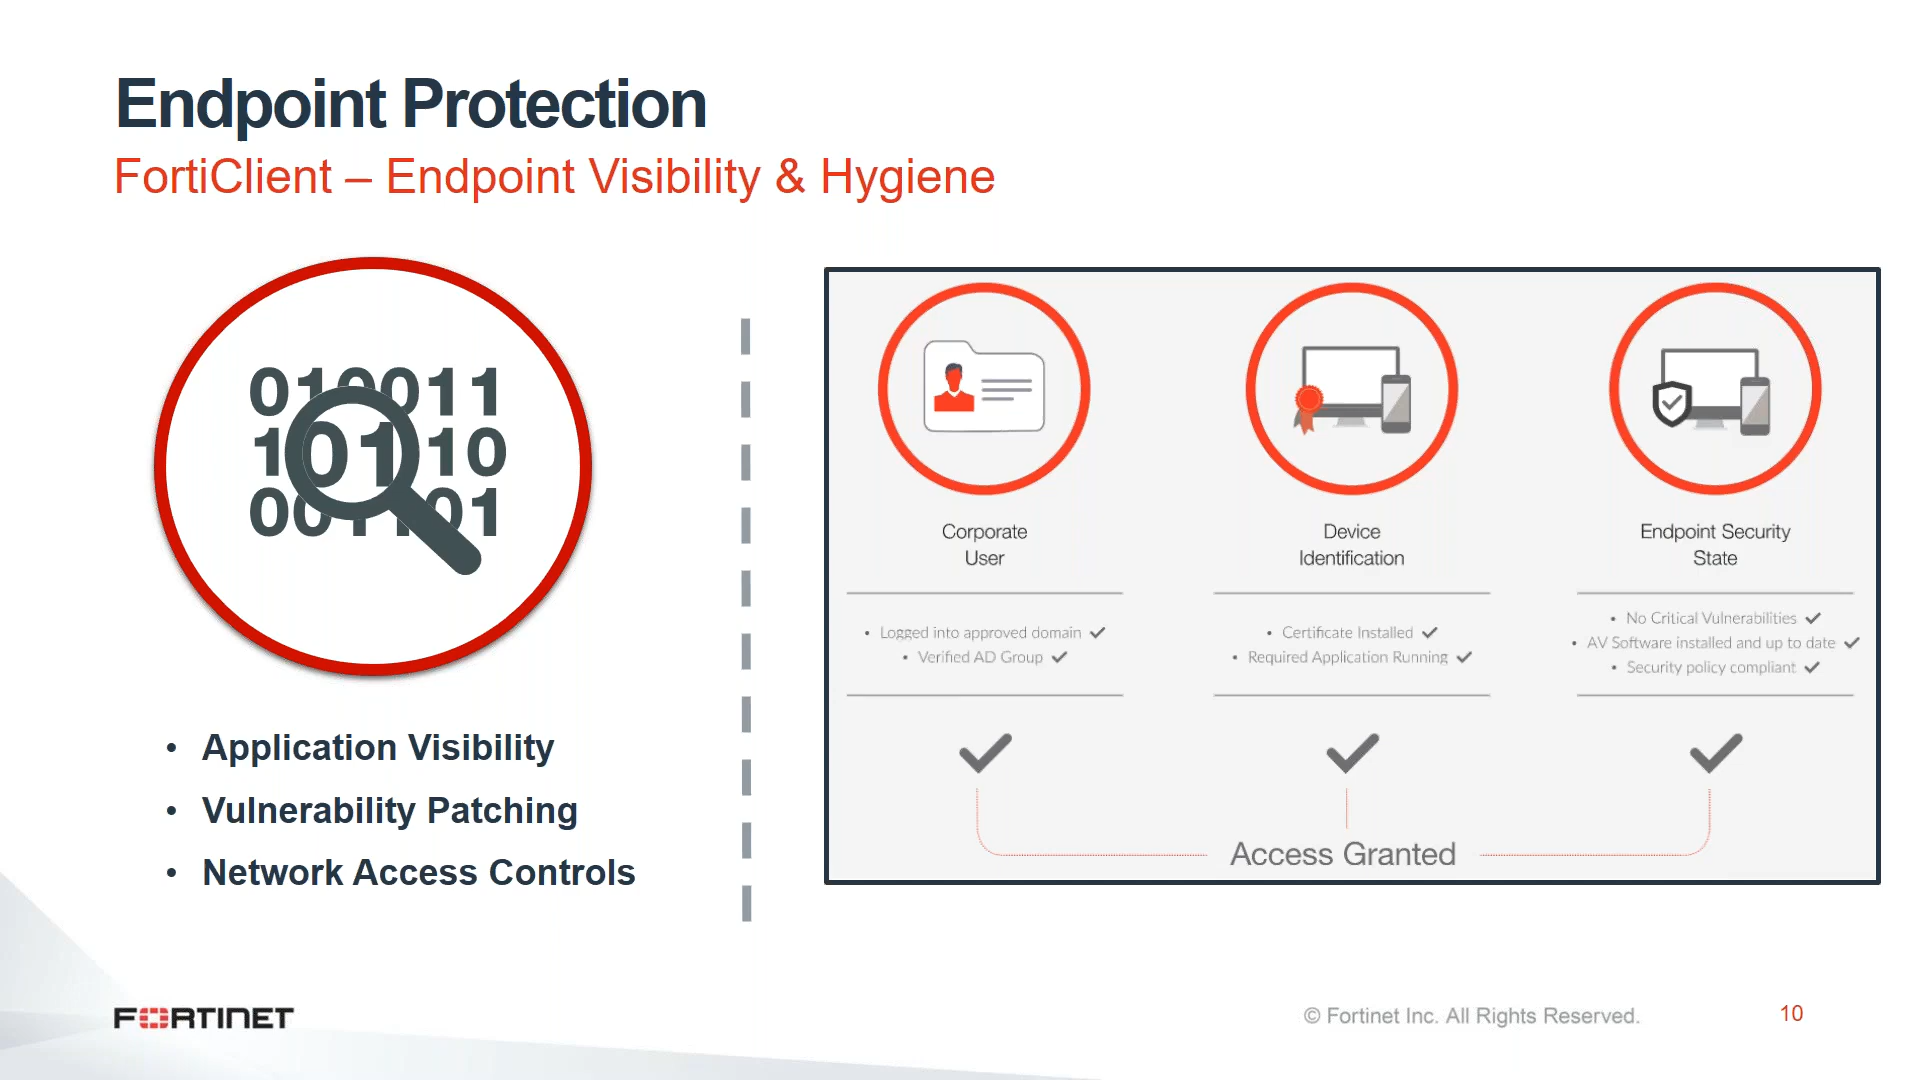 Endpoint Protection
FortiClient – Endpoint Visibility & Hygiene
010011
101110
001101
• Application Visibility
• Vulnerability Patching
• Network Access Controls
Corporate
User
• Logged into approved domain ✔
• Verified AD Group ✔
Device
Identification
• Certificate Installed ✔
• Required Application Running ✔
Endpoint Security
State
• No Critical Vulnerabilities ✔
• AV Software installed and up to date ✔
• Security policy compliant ✔
Access Granted
FORTINET
© Fortinet Inc. All Rights Reserved.
10